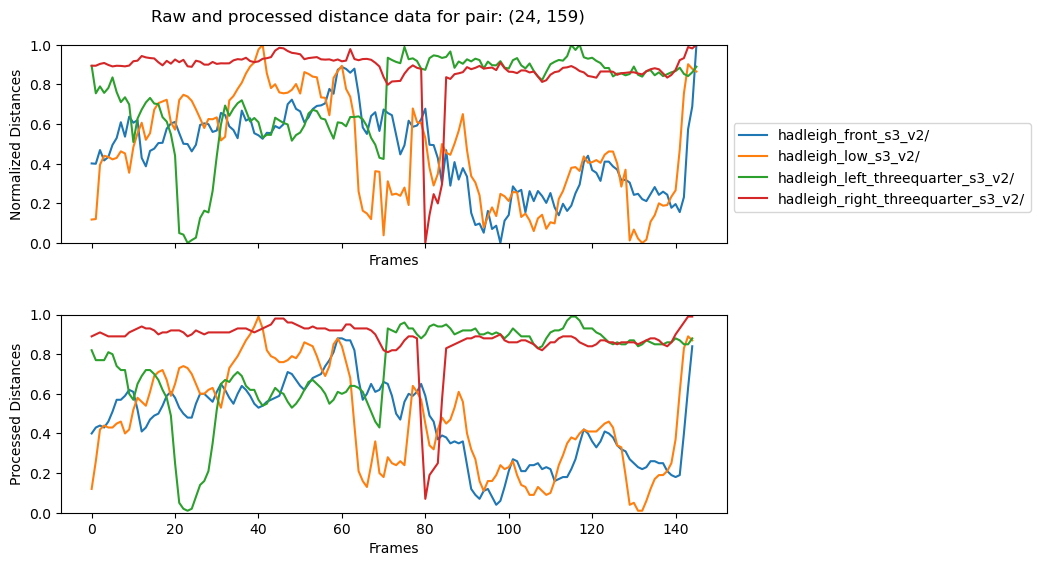 Raw and processed distance data for pair: (24, 159)
Normalized Distances
1.0
0.8
0.6
0.4
0.2
0.0
Frames
hadleigh_front_s3_v2/
hadleigh_low_s3_v2/
hadleigh_left_threequarter_s3_v2/
hadleigh_right_threequarter_s3_v2/
Processed Distances
1.0
0.8
0.6
0.4
0.2
0.0
0 20 40 60 80 100 120 140
Frames